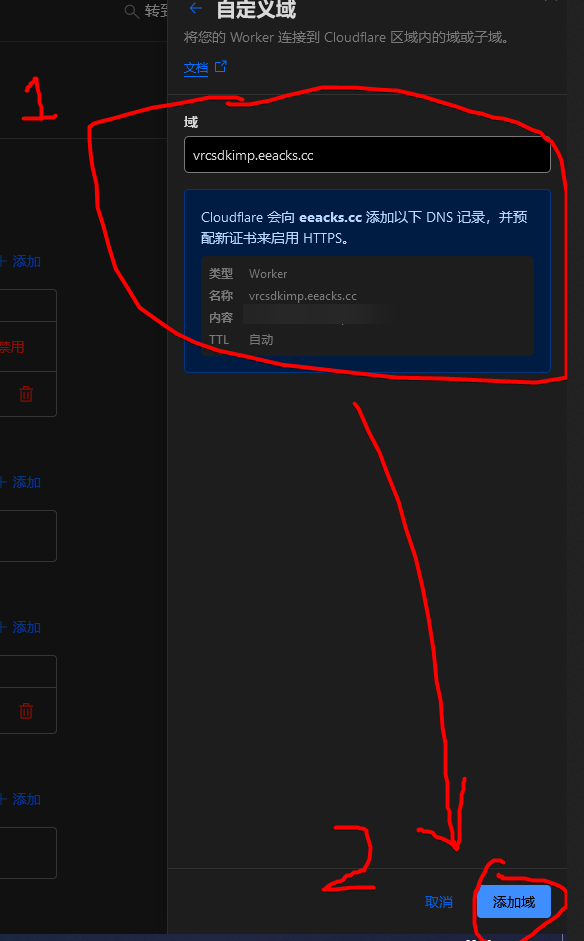 转到
自定义域
将您的 Worker 连接到 Cloudflare 区域内的域或子域。
文档
1
域
vrcsdkimp.eeacks.cc
Cloudflare 会向 eeacks.cc 添加以下 DNS 记录，并预
配新证书来启用 HTTPS。
类型 Worker
名称 vrcsdkimp.eeacks.cc
内容
TTL 自动
+ 添加
禁用
+ 添加
+ 添加
+ 添加
2
取消
添加域